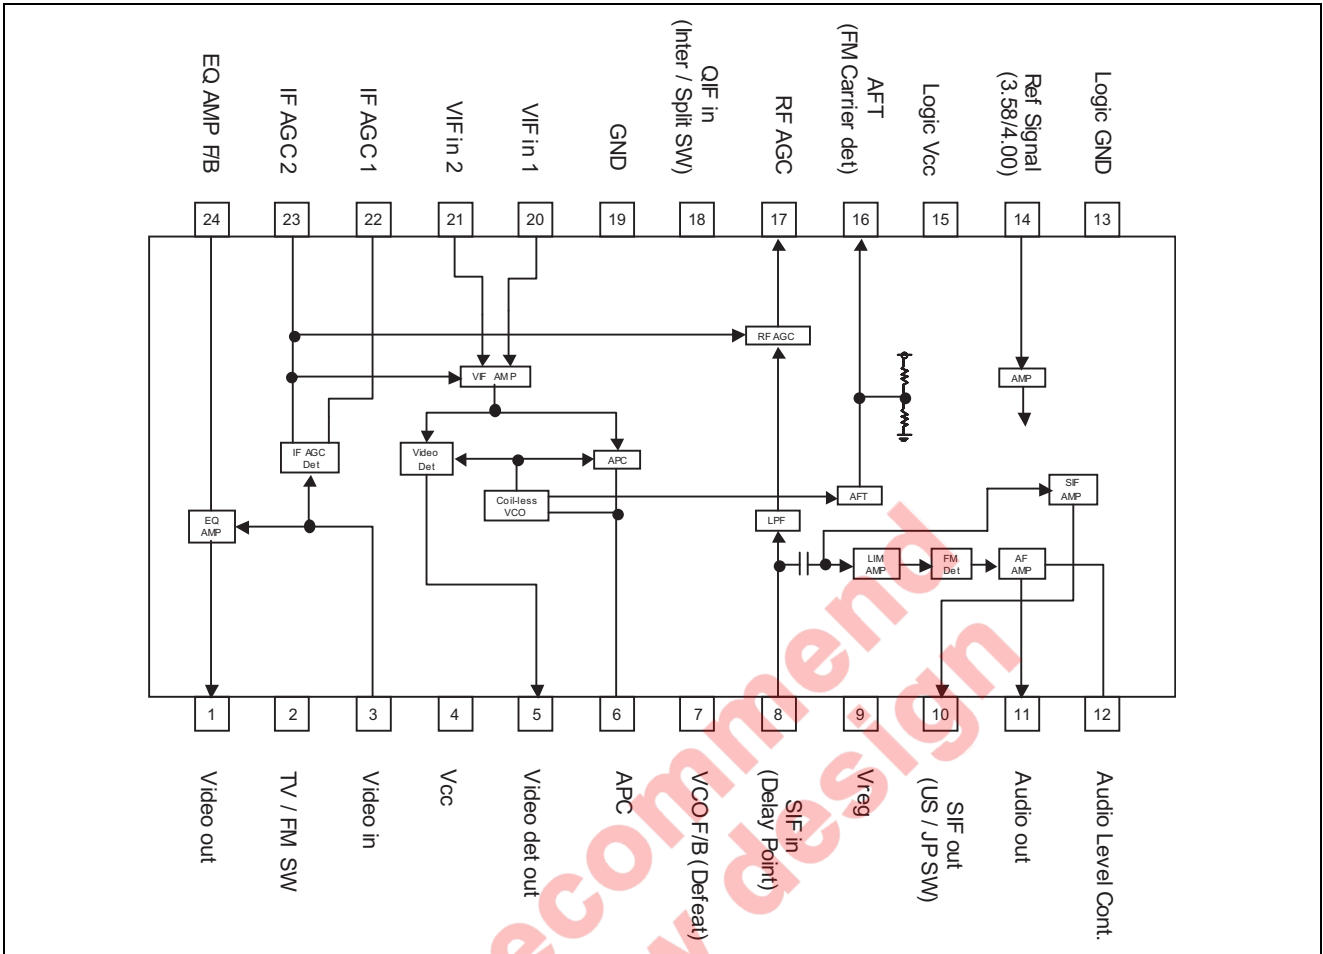 EQ AMP F/B
IF AGC 2
IF AGC 1
VIF in 2
VIF in 1
GND
QIF in
(Inter / Split SW)
RF AGC
AFT
(FM Carrier det)
Logic Vcc
Ref Signal
(3.58/4.00)
Logic GND
24
23
22
21
20
19
18
17
16
15
14
13
RF AGC
VIF AMP
AMP
IF AGC
Det
Video
Det
APC
Coil-less
VCO
AFT
SIF
AMP
EQ
AMP
LPF
LIM
AMP
FM
Det
AF
AMP
1
2
3
4
5
6
7
8
9
10
11
12
Video out
TV / FM SW
Video in
Vcc
Video det out
APC
VCO F/B ( Defeat)
SIF in
(Delay Point)
Vreg
SIF out
(US / JP SW)
Audio out
Audio Level Cont.
ecommend
design